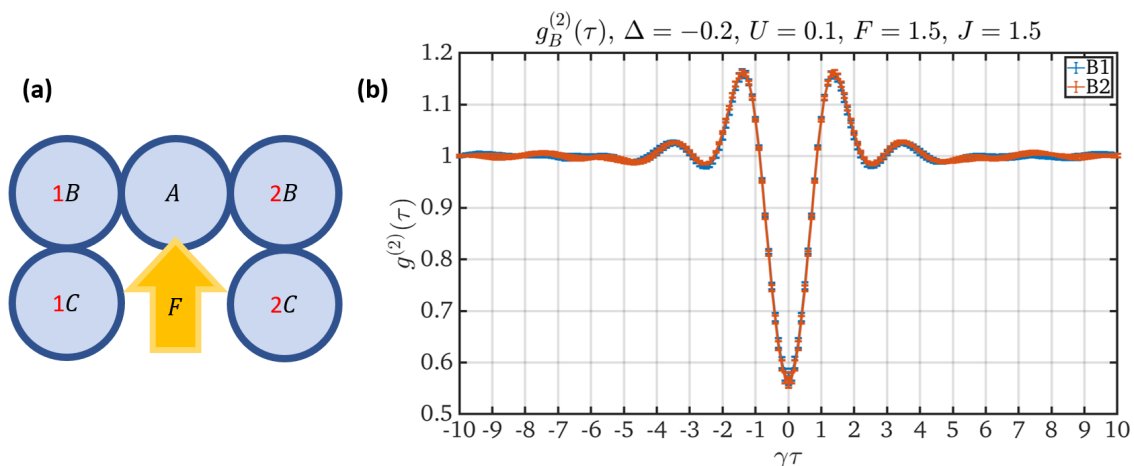 (a)
1B
A
2B
1C
F
2C
(b)
g_B^{(2)}(τ), Δ = −0.2, U = 0.1, F = 1.5, J = 1.5
B1
B2
g^{(2)}(τ)
1.2
1.1
1
0.9
0.8
0.7
0.6
0.5
-10 -9 -8 -7 -6 -5 -4 -3 -2 -1 0 1 2 3 4 5 6 7 8 9 10
γτ